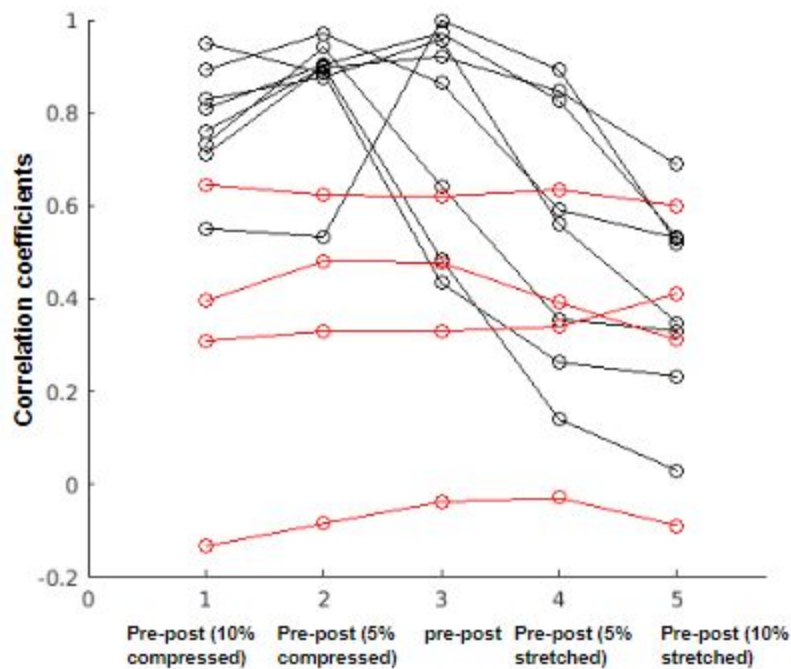 1
0.8
0.6
0.4
0.2
0
-0.2
Correlation coefficients
0 1 2 3 4 5
Pre-post (10% Pre-post (5% pre-post Pre-post (5% Pre-post (10%
compressed) compressed) stretched) stretched)